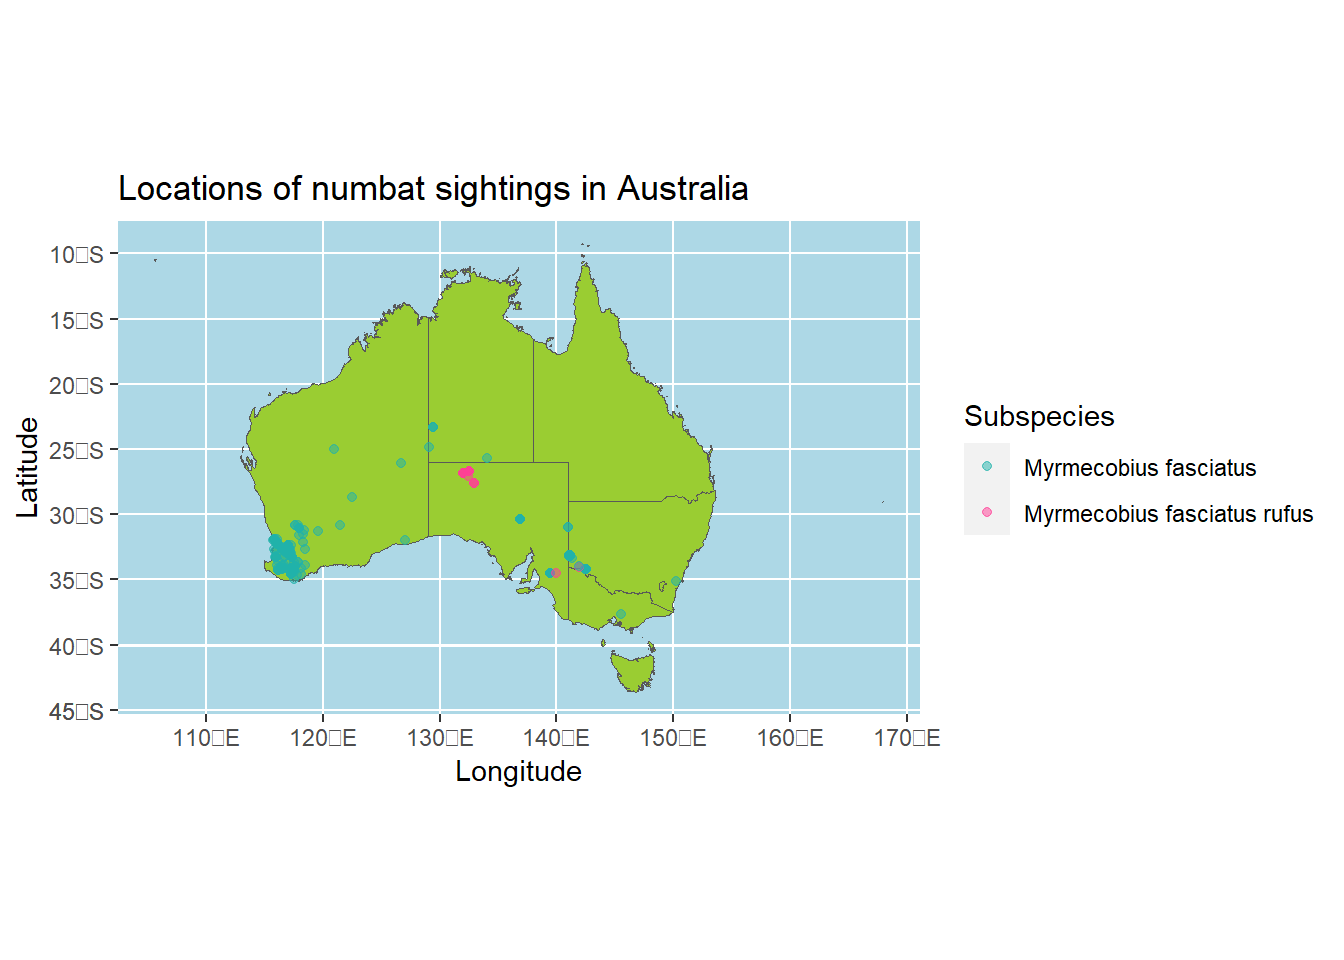 Locations of numbat sightings in Australia
Latitude
10□S
15□S
20□S
25□S
30□S
35□S
40□S
45□S
110□E
120□E
130□E
140□E
150□E
160□E
170□E
Longitude
Subspecies
Myrmecobius fasciatus
Myrmecobius fasciatus rufus